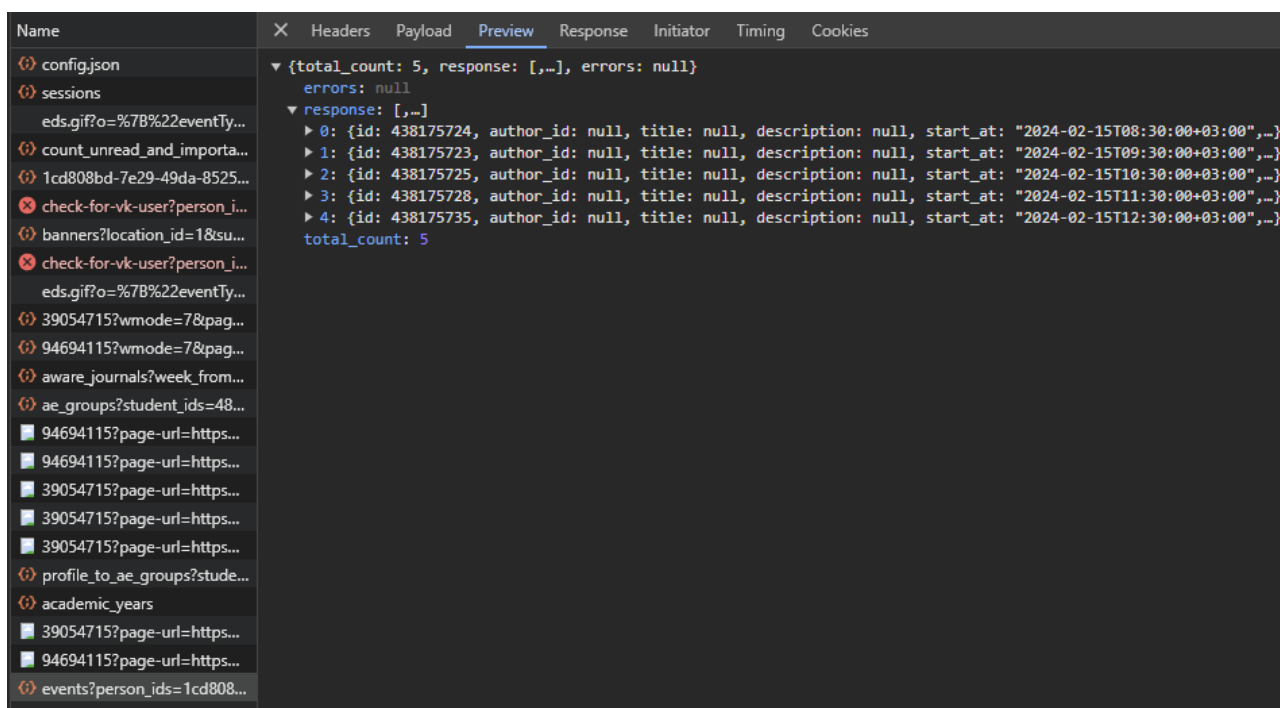 Name
config.json
sessions
eds.gif?o=%7B%22eventTy...
count_unread_and_importa...
1cd808bd-7e29-49da-8525...
check-for-vk-user?person_i...
banners?location_id=1&su...
check-for-vk-user?person_i...
eds.gif?o=%7B%22eventTy...
39054715?wmode=7&pag...
94694115?wmode=7&pag...
aware_journals?week_from...
ae_groups?student_ids=48...
94694115?page-url=https...
94694115?page-url=https...
39054715?page-url=https...
39054715?page-url=https...
39054715?page-url=https...
profile_to_ae_groups?stude...
academic_years
39054715?page-url=https...
94694115?page-url=https...
events?person_ids=1cd808...
Headers Payload Preview Response Initiator Timing Cookies
{total_count: 5, response: [,…], errors: null}
errors: null
response: [,…]
0: {id: 438175724, author_id: null, title: null, description: null, start_at: "2024-02-15T08:30:00+03:00",…}
1: {id: 438175723, author_id: null, title: null, description: null, start_at: "2024-02-15T09:30:00+03:00",…}
2: {id: 438175725, author_id: null, title: null, description: null, start_at: "2024-02-15T10:30:00+03:00",…}
3: {id: 438175728, author_id: null, title: null, description: null, start_at: "2024-02-15T11:30:00+03:00",…}
4: {id: 438175735, author_id: null, title: null, description: null, start_at: "2024-02-15T12:30:00+03:00",…}
total_count: 5